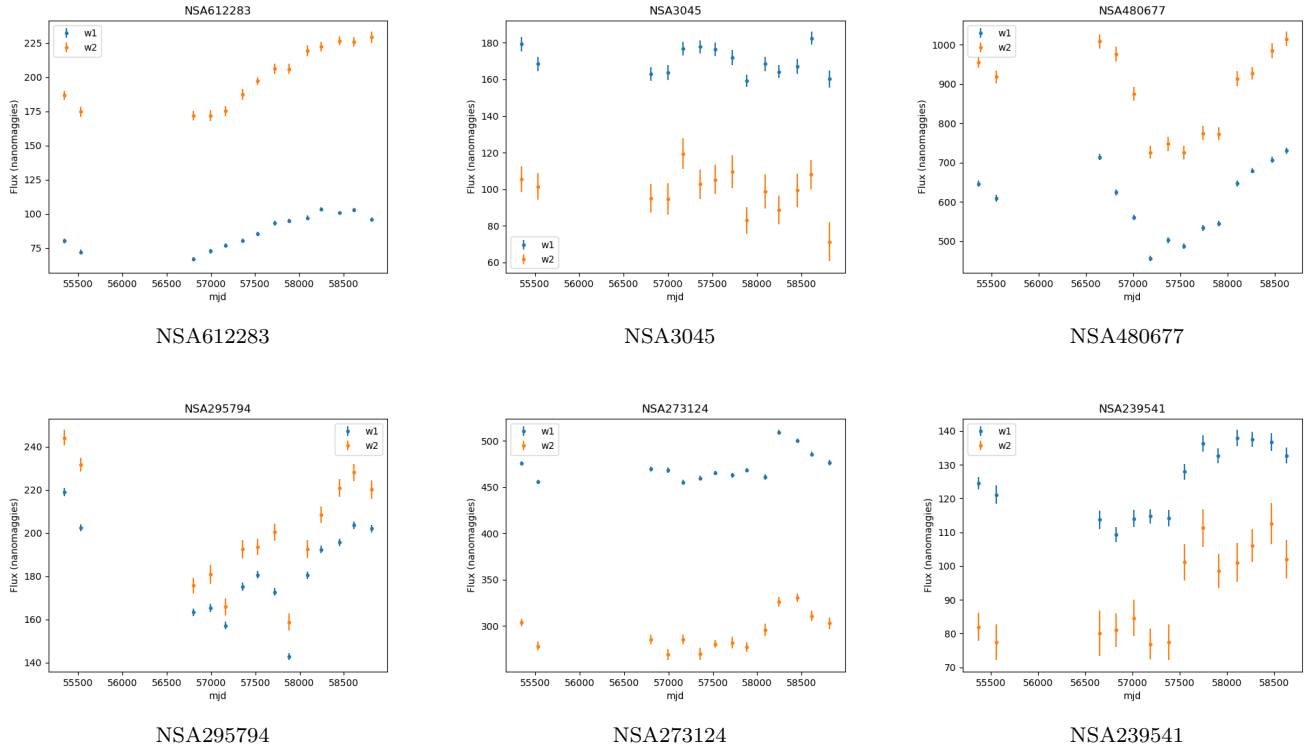 NSA612283
w1
w2
Flux (nanomaggies)
225
200
175
150
125
100
75
55500 56000 56500 57000 57500 58000 58500
mjd
NSA612283
NSA3045
w1
w2
Flux (nanomaggies)
180
160
140
120
100
80
60
55500 56000 56500 57000 57500 58000 58500
mjd
NSA3045
NSA480677
w1
w2
Flux (nanomaggies)
1000
900
800
700
600
500
55500 56000 56500 57000 57500 58000 58500
mjd
NSA480677
NSA295794
w1
w2
Flux (nanomaggies)
240
220
200
180
160
140
55500 56000 56500 57000 57500 58000 58500
mjd
NSA295794
NSA273124
w1
w2
Flux (nanomaggies)
500
450
400
350
300
55500 56000 56500 57000 57500 58000 58500
mjd
NSA273124
NSA239541
w1
w2
Flux (nanomaggies)
140
130
120
110
100
90
80
70
55500 56000 56500 57000 57500 58000 58500
mjd
NSA239541